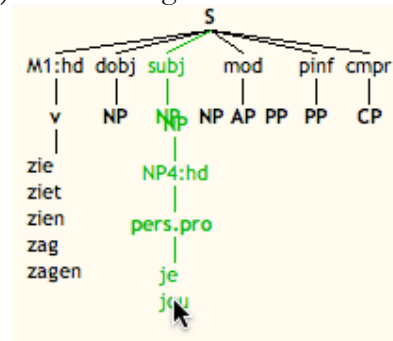 S
M1:hd dobj subj mod pinf cmpr
v NP NP NP NP AP PP PP CP
zie
ziet NP4:hd
zien
zag pers.pro
zagen
je
jou